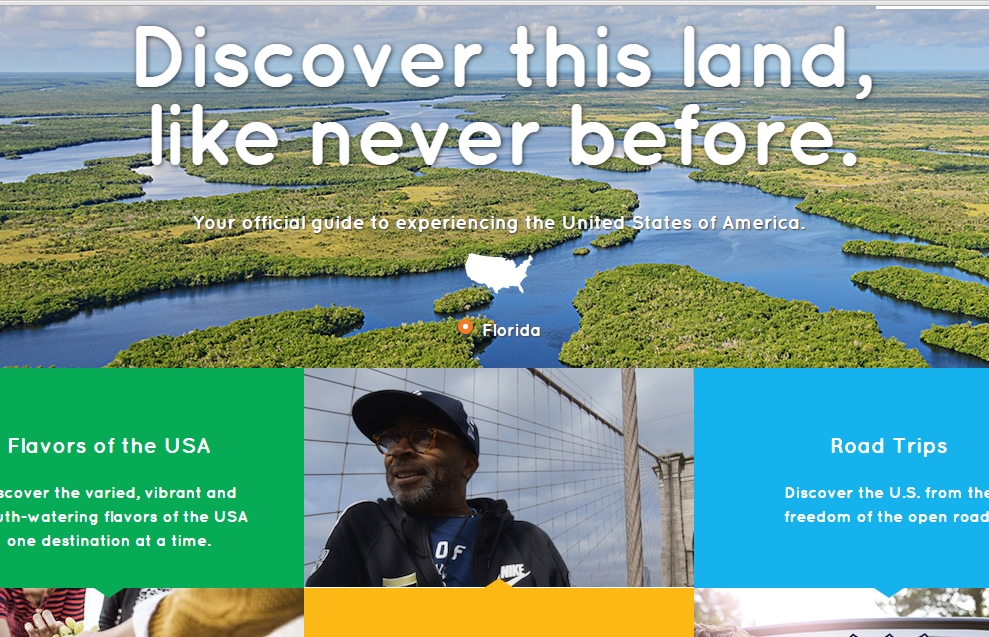 Discover this land,
like never before.
Your official guide to experiencing the United States of America.
Florida
Flavors of the USA
scover the varied, vibrant and
uth-watering flavors of the USA
one destination at a time.
OF
NIKE
Road Trips
Discover the U.S. from the
freedom of the open road